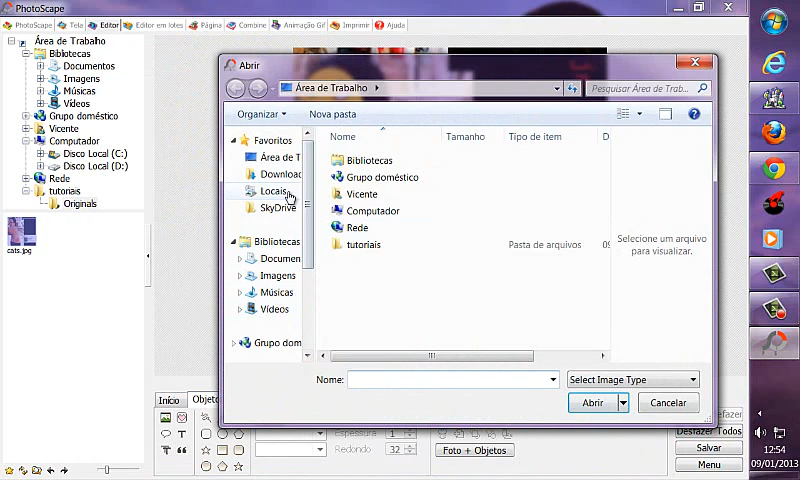 PhotoScape
PhotoScape Tela Editor Editor em lotes Página Combine Animação Gif Imprimir Ajuda
Área de Trabalho
Bibliotecas
Documentos
Imagens
Músicas
Vídeos
Grupo doméstico
Vicente
Computador
Disco Local (C:)
Disco Local (D:)
Rede
tutoriais
Originals
cats.jpg
Abrir
Área de Trabalho
Pesquisar Área de Trab...
Organizar Nova pasta
Favoritos
Área de T
Download
Locais
SkyDrive
Bibliotecas
Documen
Imagens
Músicas
Vídeos
Grupo dom
Nome Tamanho Tipo de item D
Bibliotecas
Grupo doméstico
Vicente
Computador
Rede
tutoriais Pasta de arquivos 09
Selecione um arquivo
para visualizar.
Nome: Select Image Type
Abrir Cancelar
Início Objeto
Espessura 1
Redondo 32
Foto + Objetos
Desfazer
Desfazer Todos
Salvar
Menu
12:54
09/01/2013